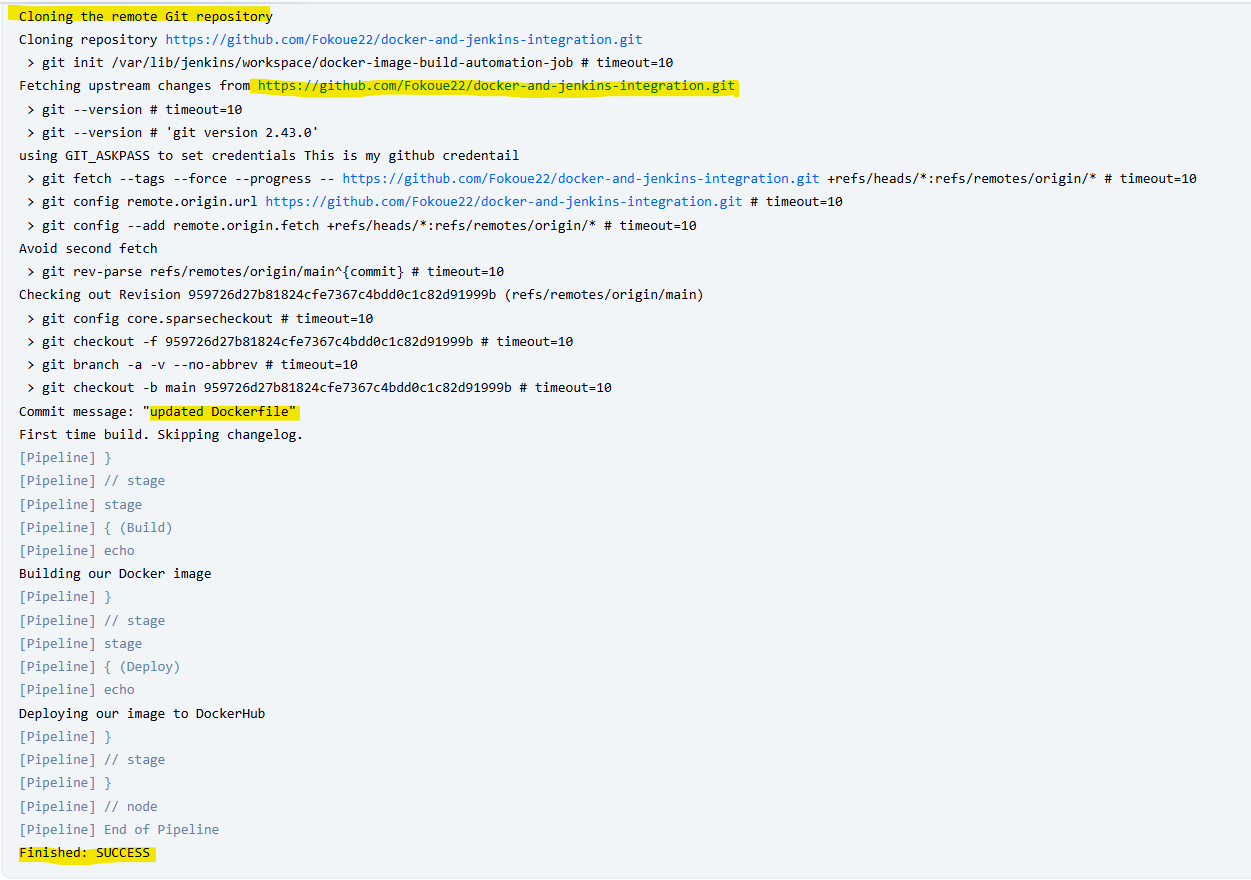 Cloning the remote Git repository
Cloning repository https://github.com/Fokoue22/docker-and-jenkins-integration.git
> git init /var/lib/jenkins/workspace/docker-image-build-automation-job # timeout=10
Fetching upstream changes from https://github.com/Fokoue22/docker-and-jenkins-integration.git
> git --version # timeout=10
> git --version # 'git version 2.43.0'
using GIT_ASKPASS to set credentials This is my github credentail
> git fetch --tags --force --progress -- https://github.com/Fokoue22/docker-and-jenkins-integration.git +refs/heads/*:refs/remotes/origin/* # timeout=10
> git config remote.origin.url https://github.com/Fokoue22/docker-and-jenkins-integration.git # timeout=10
> git config --add remote.origin.fetch +refs/heads/*:refs/remotes/origin/* # timeout=10
Avoid second fetch
> git rev-parse refs/remotes/origin/main^{commit} # timeout=10
Checking out Revision 959726d27b81824cfe7367c4bdd0c1c82d91999b (refs/remotes/origin/main)
> git config core.sparsecheckout # timeout=10
> git checkout -f 959726d27b81824cfe7367c4bdd0c1c82d91999b # timeout=10
> git branch -a -v --no-abbrev # timeout=10
> git checkout -b main 959726d27b81824cfe7367c4bdd0c1c82d91999b # timeout=10
Commit message: "updated Dockerfile"
First time build. Skipping changelog.
[Pipeline] }
[Pipeline] // stage
[Pipeline] stage
[Pipeline] { (Build)
[Pipeline] echo
Building our Docker image
[Pipeline] }
[Pipeline] // stage
[Pipeline] stage
[Pipeline] { (Deploy)
[Pipeline] echo
Deploying our image to DockerHub
[Pipeline] }
[Pipeline] // stage
[Pipeline] }
[Pipeline] // node
[Pipeline] End of Pipeline
Finished: SUCCESS